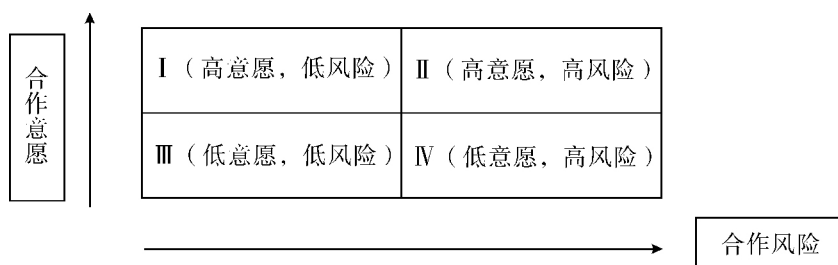 合作意愿
Ⅰ（高意愿，低风险）
Ⅱ（高意愿，高风险）
Ⅲ（低意愿，低风险）
Ⅳ（低意愿，高风险）
合作风险